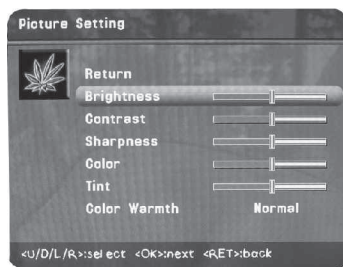 Picture Setting
Return
Brightness
Contrast
Sharpness
Color
Tint
Color Warmth Normal
<U/D/L/R>:select <OK>:next <RET>:back